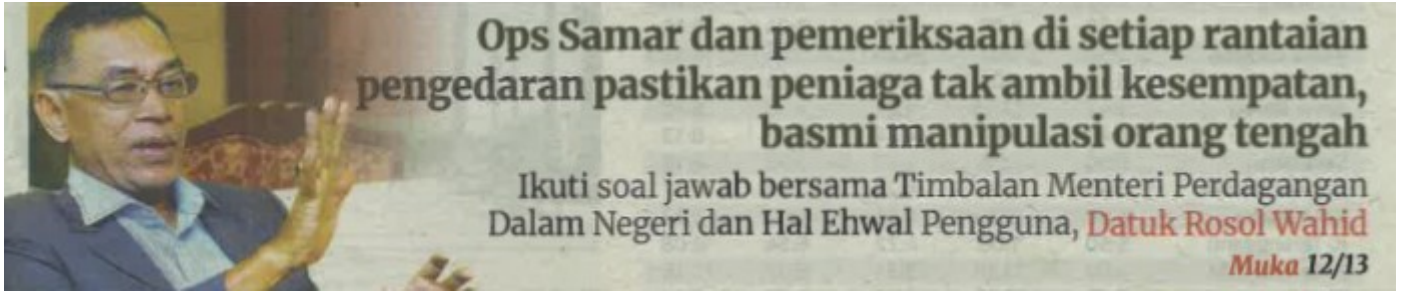 Ops Samar dan pemeriksaan di setiap rantaian
pengedaran pastikan peniaga tak ambil kesempatan,
basmi manipulasi orang tengah
Ikuti soal jawab bersama Timbalan Menteri Perdagangan
Dalam Negeri dan Hal Ehwal Pengguna, Datuk Rosol Wahid
Muka 12/13